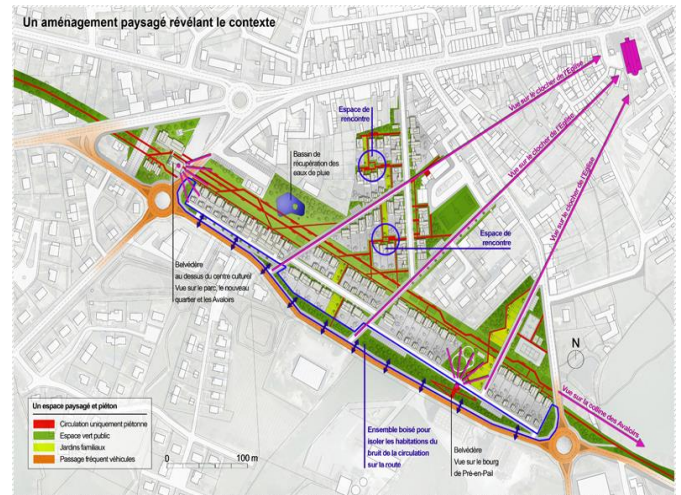 Un aménagement paysagé révélant le contexte
Vue sur le clocher de l'Eglise
Espace de
rencontre
Bassin de
récupération des
eaux de pluie
Vue sur le clocher de l'Eglise
Vue sur le clocher de l'Eglise
Espace de
rencontre
Belvédère
au dessus du centre culturel
Vue sur le parc, le nouveau
quartier et les Avaloirs
N
Vue sur la colline des Avaloirs
Un espace paysagé et piéton
Circulation uniquement piétonne
Espace vert public
Jardins familiaux
Passage fréquent véhicules
0 100 m
Ensemble boisé pour
isoler les habitations du
bruit de la circulation
sur la route
Belvédère
Vue sur le bourg
de Pré-en-Pail